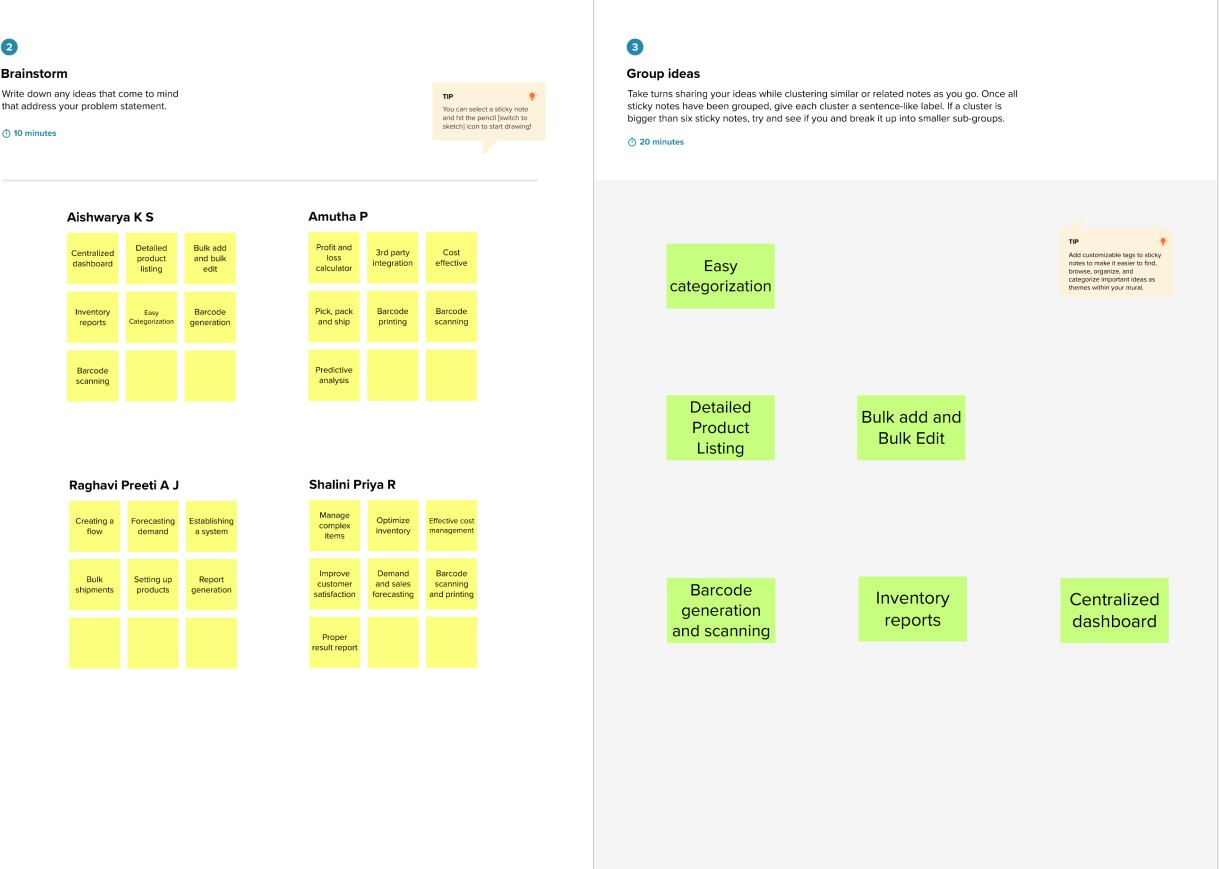 2
Brainstorm
Write down any ideas that come to mind
that address your problem statement.
10 minutes
TIP
You can select a sticky note
and hit the pencil [switch to
sketch] icon to start drawing!
Aishwarya K S
Centralized
dashboard
Detailed
product
listing
Bulk add
and bulk
edit
Inventory
reports
Easy
Categorization
Barcode
generation
Barcode
scanning
Amutha P
Profit and
loss
calculator
3rd party
integration
Cost
effective
Pick, pack
and ship
Barcode
printing
Barcode
scanning
Predictive
analysis
Raghavi Preeti A J
Creating a
flow
Forecasting
demand
Establishing
a system
Bulk
shipments
Setting up
products
Report
generation
Shalini Priya R
Manage
complex
items
Optimize
inventory
Effective cost
management
Improve
customer
satisfaction
Demand
and sales
forecasting
Barcode
scanning
and printing
Proper
result report
3
Group ideas
Take turns sharing your ideas while clustering similar or related notes as you go. Once all
sticky notes have been grouped, give each cluster a sentence-like label. If a cluster is
bigger than six sticky notes, try and see if you and break it up into smaller sub-groups.
20 minutes
TIP
Add customizable tags to sticky
notes to make it easier to find,
browse, organize, and
categorize important ideas as
themes within your mural.
Easy
categorization
Detailed
Product
Listing
Bulk add and
Bulk Edit
Barcode
generation
and scanning
Inventory
reports
Centralized
dashboard